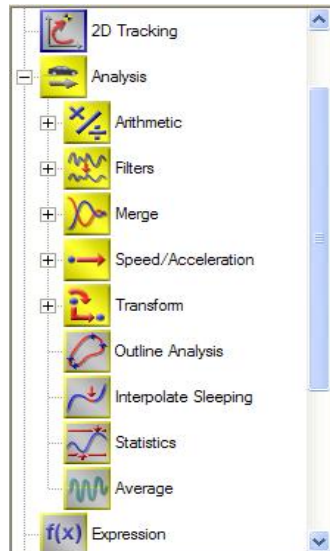 2D Tracking
Analysis
Arithmetic
Filters
Merge
Speed/Acceleration
Transform
Outline Analysis
Interpolate Sleeping
Statistics
Average
f(x) Expression